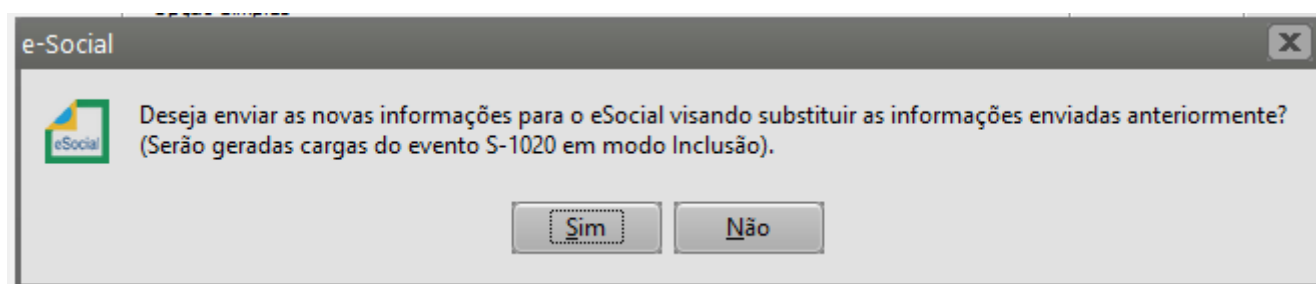 e-Social
Deseja enviar as novas informações para o eSocial visando substituir as informações enviadas anteriormente?
(Serão geradas cargas do evento S-1020 em modo Inclusão).
eSocial
Sim
Não